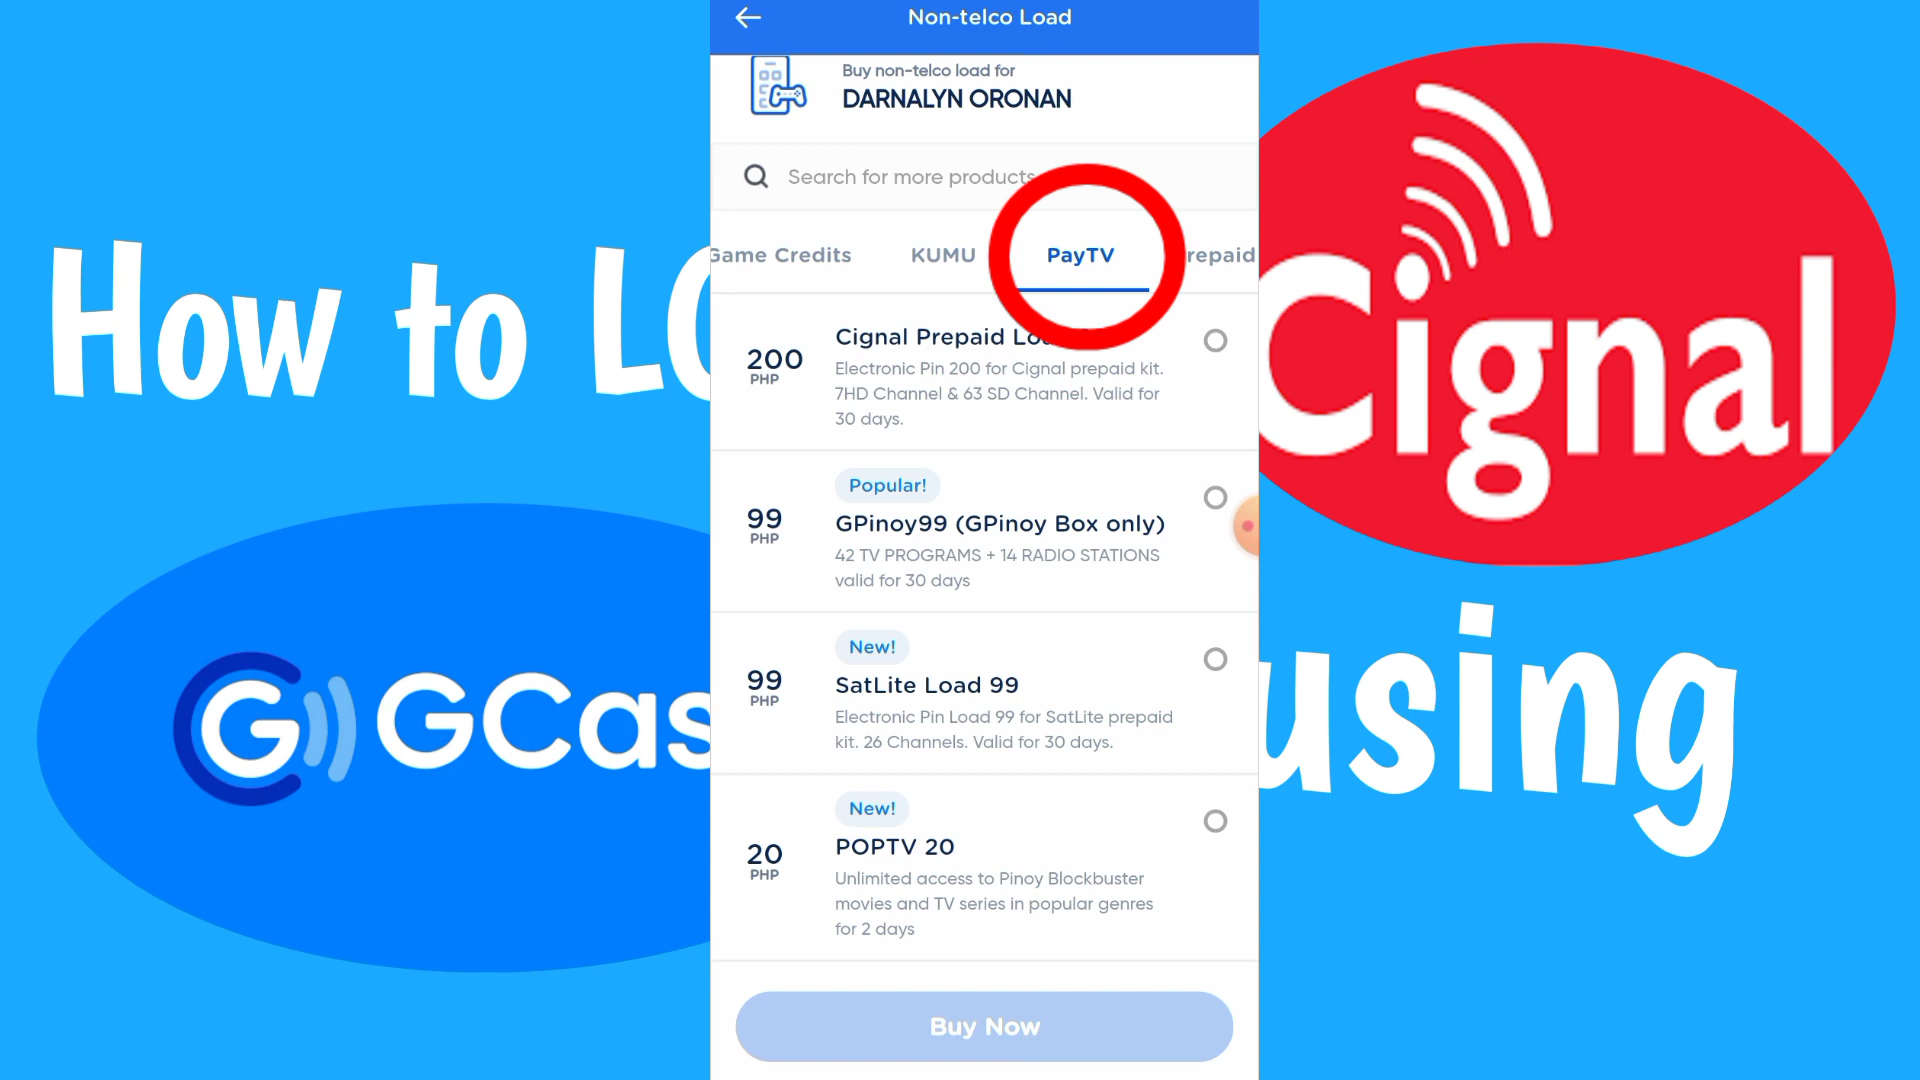 Non-telco Load
Buy non-telco load for
DARNALYN ORONAN
Search for more products
Game Credits KUMU PayTV repaid
200
PHP
Cignal Prepaid Lo
Electronic Pin 200 for Cignal prepaid kit.
7HD Channel & 63 SD Channel. Valid for
30 days.
99
PHP
Popular!
GPinoy99 (GPinoy Box only)
42 TV PROGRAMS + 14 RADIO STATIONS
valid for 30 days
99
PHP
New!
SatLite Load 99
Electronic Pin Load 99 for SatLite prepaid
kit. 26 Channels. Valid for 30 days.
20
PHP
New!
POPTV 20
Unlimited access to Pinoy Blockbuster
movies and TV series in popular genres
for 2 days
Buy Now
How to LO
Cignal
G GCas
using